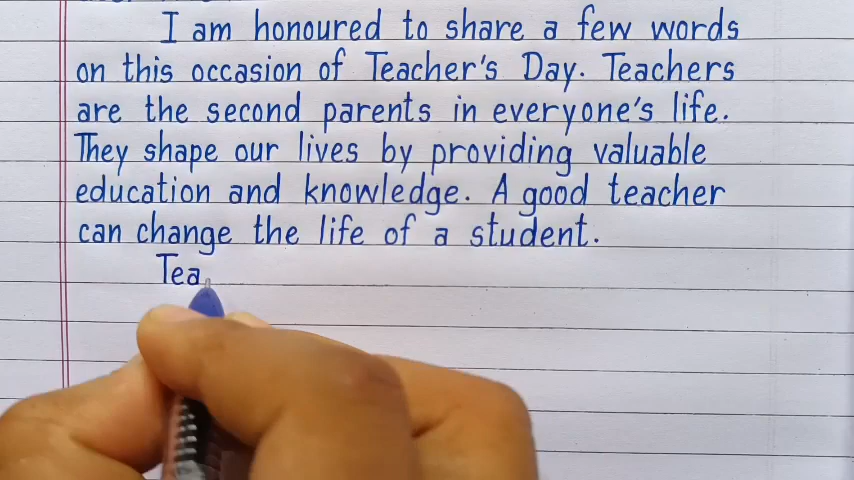 I am honoured to share a few words
on this occasion of Teacher's Day. Teachers
are the second parents in everyone's life.
They shape our lives by providing valuable
education and knowledge. A good teacher
can change the life of a student.
Tea